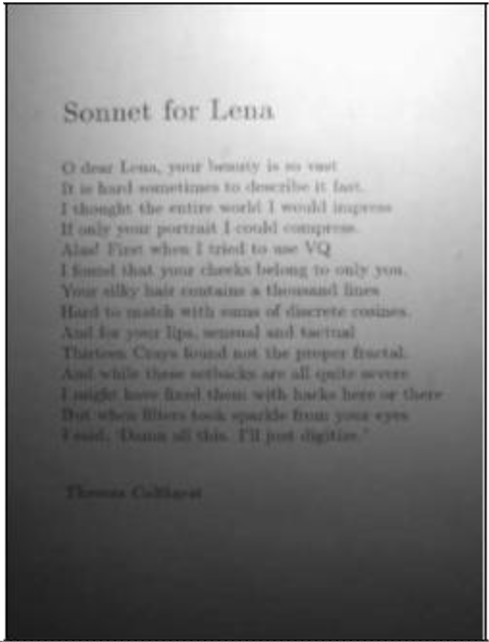 Sonnet for Lena
O dear Lena, your beauty is so vast
It is hard sometimes to describe it fast.
I thought the entire world I would impress
If only your portrait I could compress.
Alas! First when I tried to use VQ
I found that your cheeks belong to only you.
Your silky hair contains a thousand lines
Hard to match with sums of discrete cosines.
And for your lips, sensual and tactual
Thirteen Crays found not the proper fractal.
And while these setbacks are all quite severe
I might have fixed them with hacks here or there
But when filters took sparkle from your eyes
I said, 'Damn all this. I'll just digitize.'
Thomas Colthurst